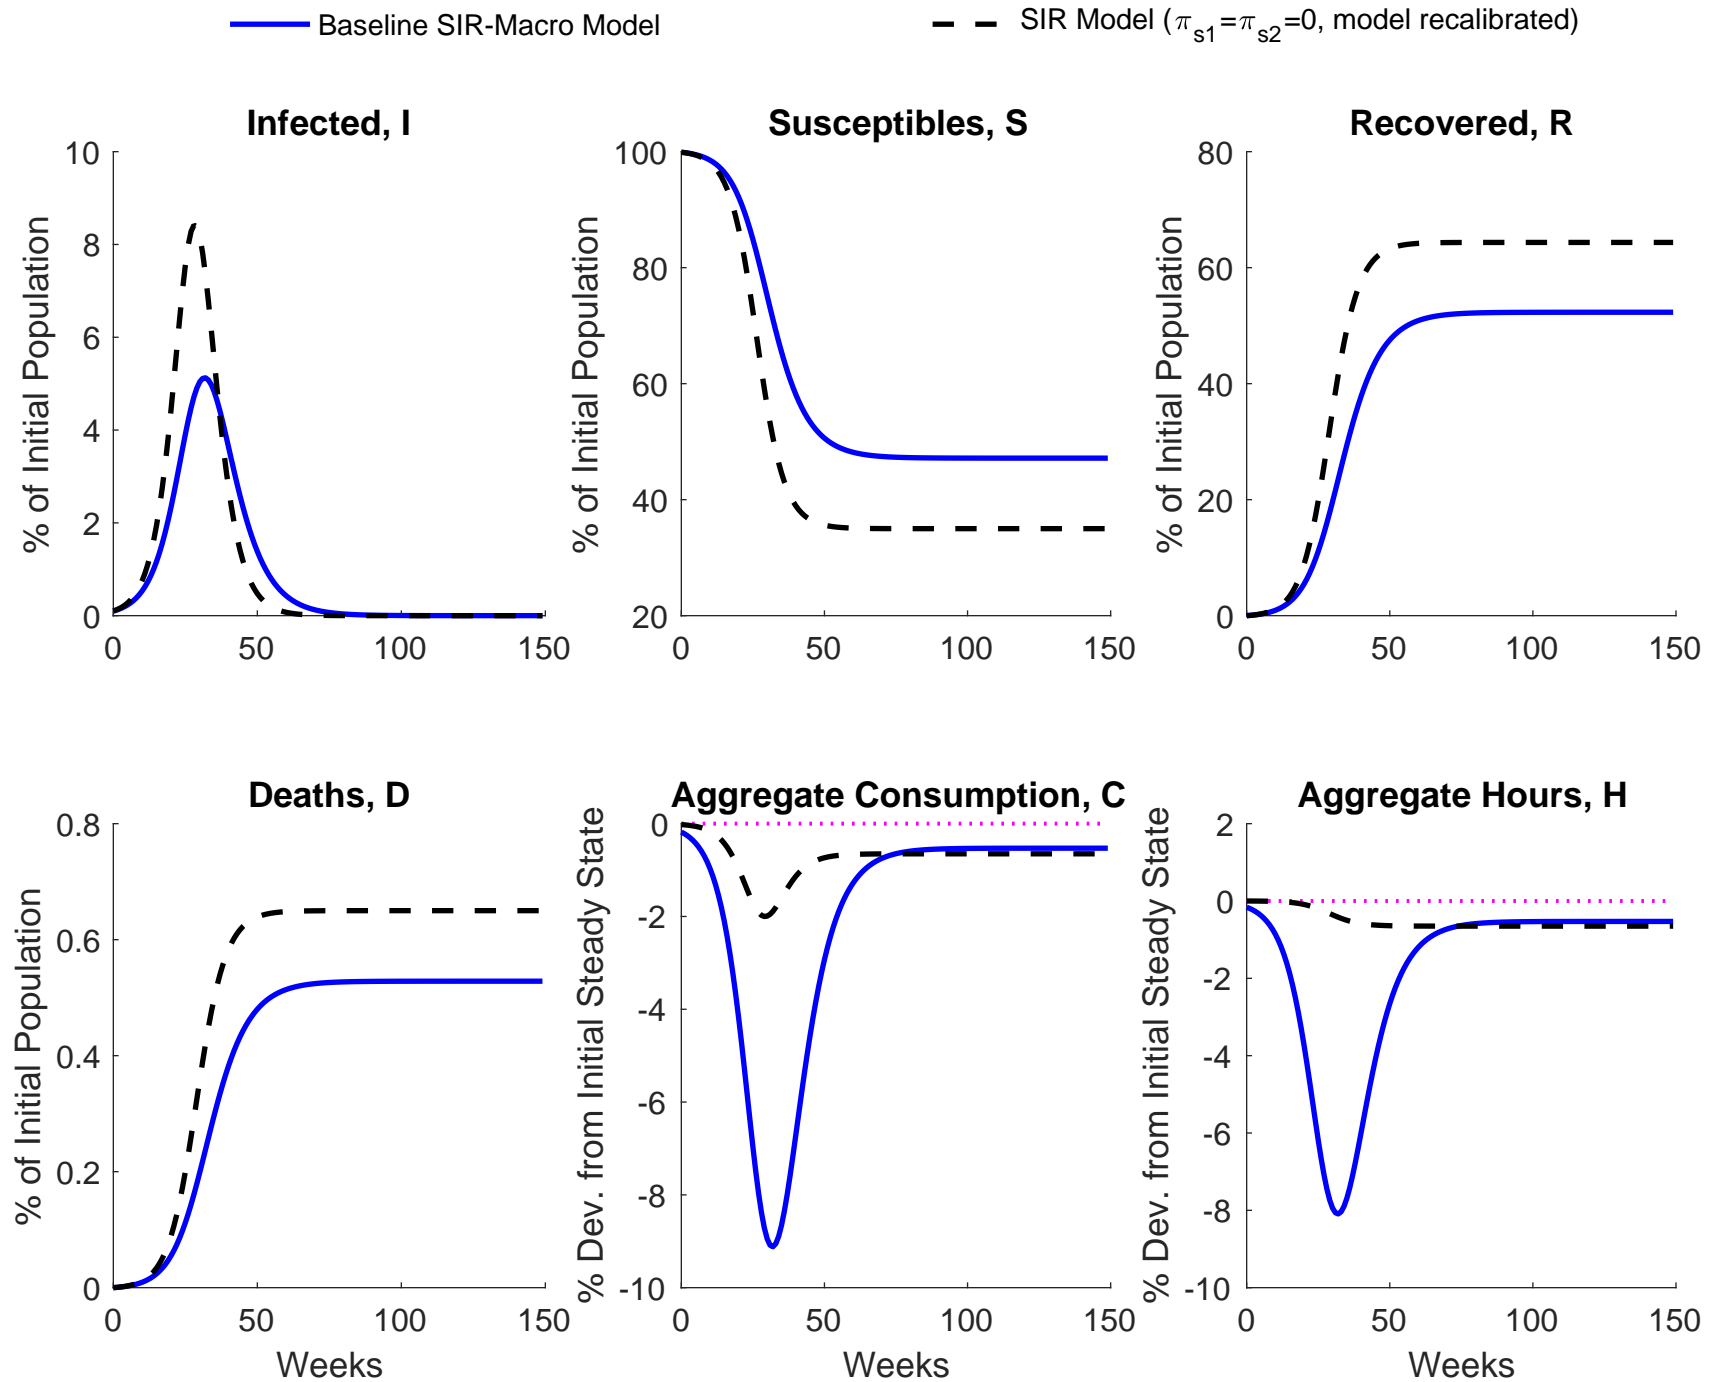 Baseline SIR-Macro Model
SIR Model (π_s1=π_s2=0, model recalibrated)
Infected, I
% of Initial Population
10
8
6
4
2
0
0 50 100 150
Susceptibles, S
% of Initial Population
100
80
60
40
20
0 50 100 150
Recovered, R
% of Initial Population
80
60
40
20
0
0 50 100 150
Deaths, D
% of Initial Population
0.8
0.6
0.4
0.2
0
0 50 100 150
Weeks
Aggregate Consumption, C
% Dev. from Initial Steady State
0
-2
-4
-6
-8
-10
0 50 100 150
Weeks
Aggregate Hours, H
% Dev. from Initial Steady State
2
0
-2
-4
-6
-8
-10
0 50 100 150
Weeks